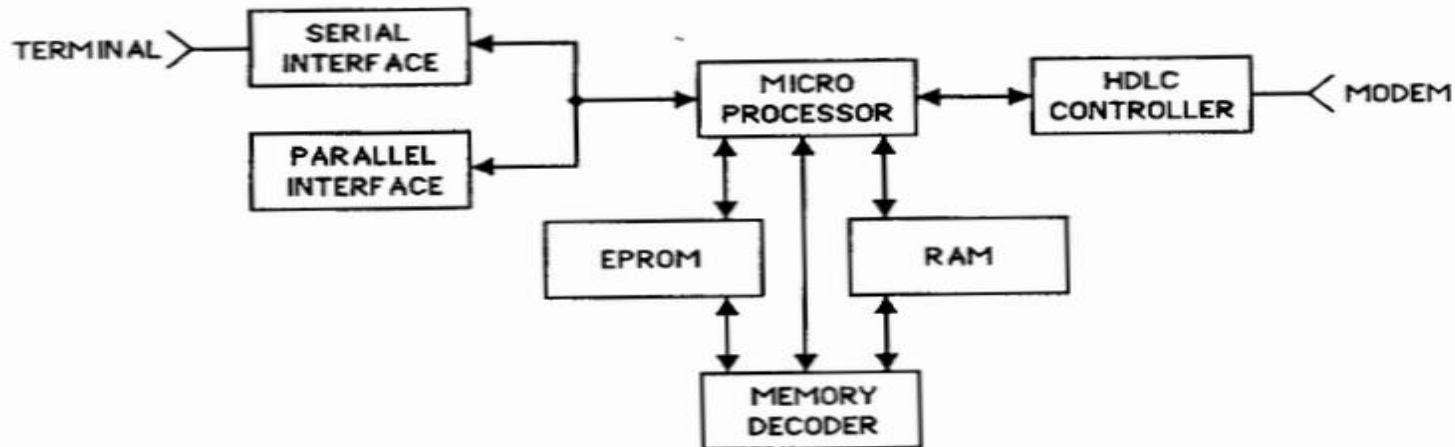 TERMINAL
SERIAL
INTERFACE
PARALLEL
INTERFACE
MICRO
PROCESSOR
HDLC
CONTROLLER
MODEM
EPROM
RAM
MEMORY
DECODER